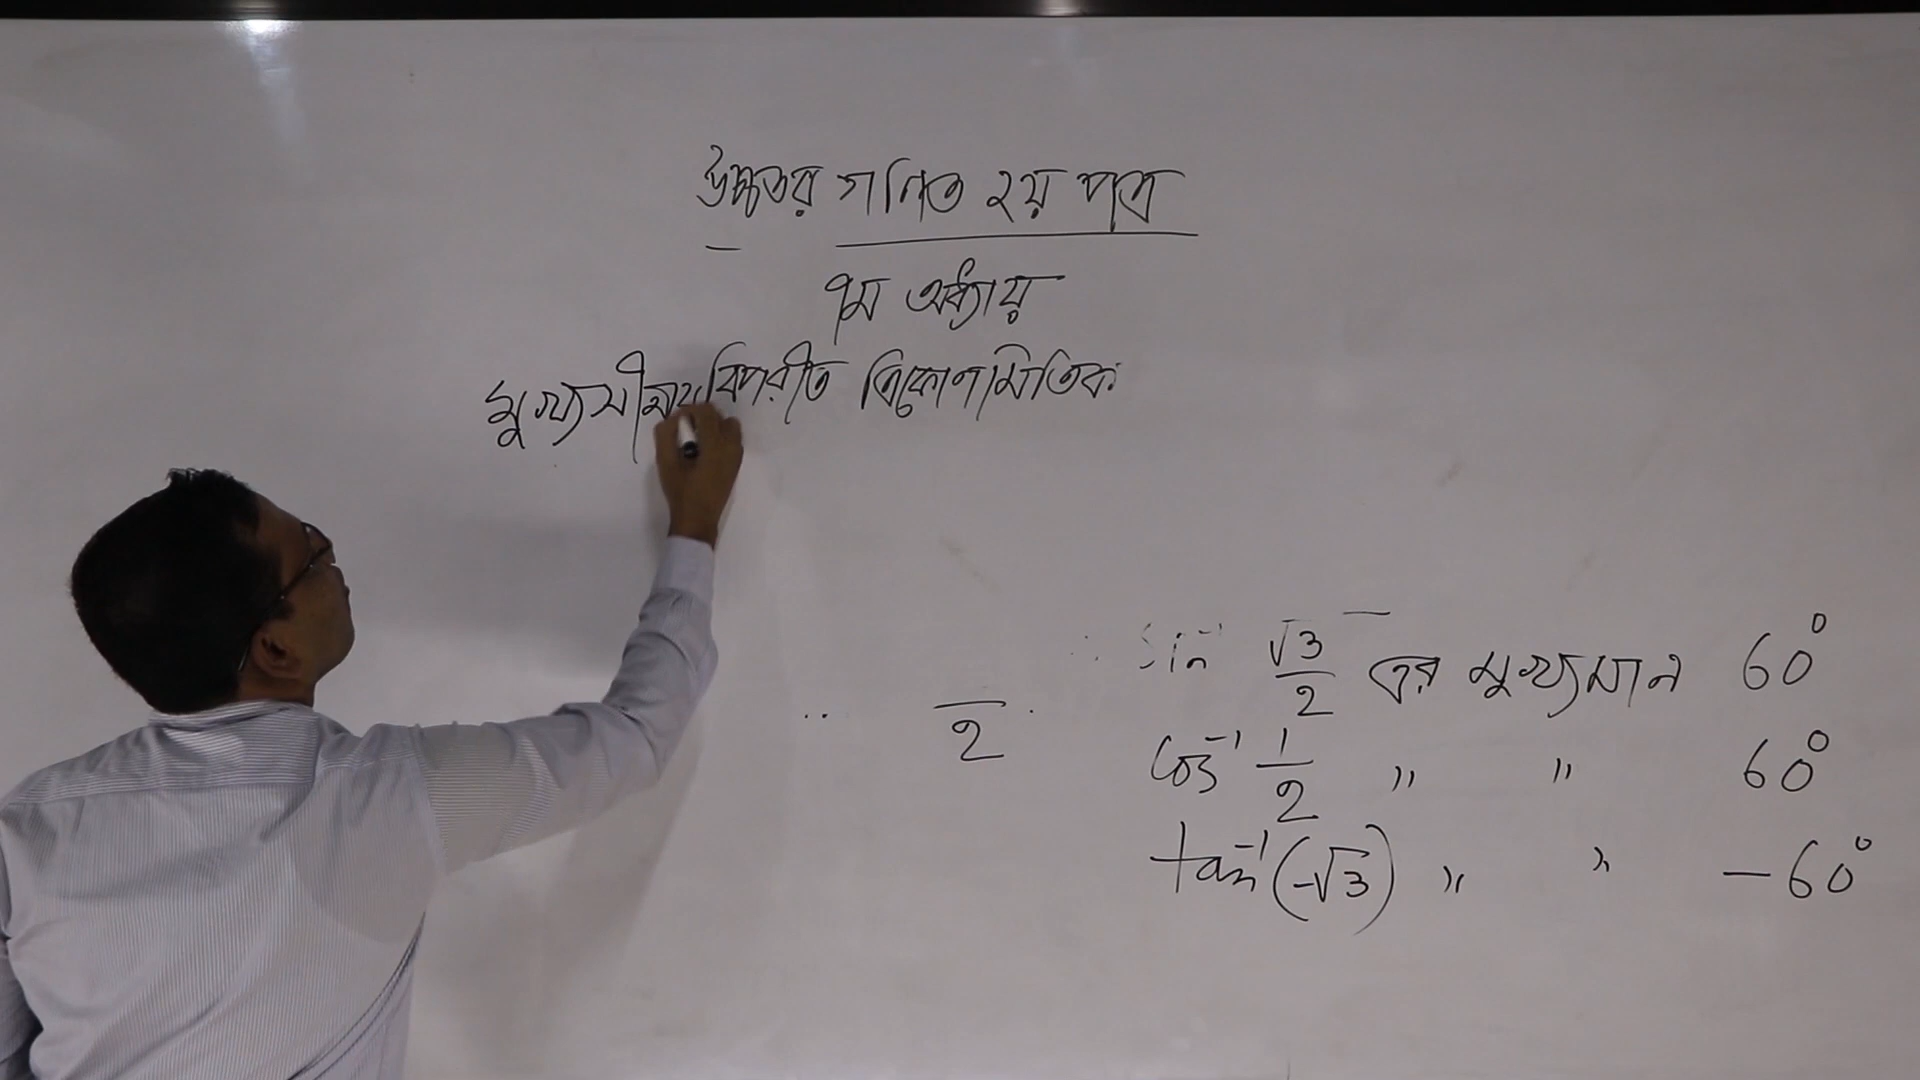 উচ্চতর গণিত ২য় পত্র
৭ম অধ্যায়
মুখ্যসীমায় বিপরীত ত্রিকোণমিতিক
sin⁻¹ √3/2 এর মুখ্যমান 60°
2
cos⁻¹ 1/2 " " 60°
tan⁻¹(-√3) " " -60°